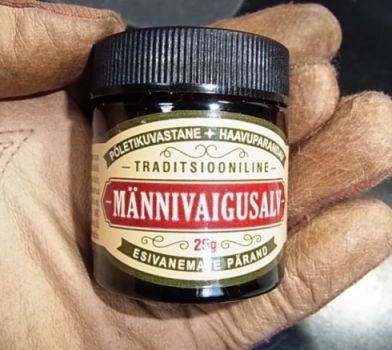 PÕLETIKUVASTANE + HAAVUPARANDAV
TRADITSIOONILINE
MÄNNIVAIGUSALV
25g
ESIVANEMATE PÄRAND